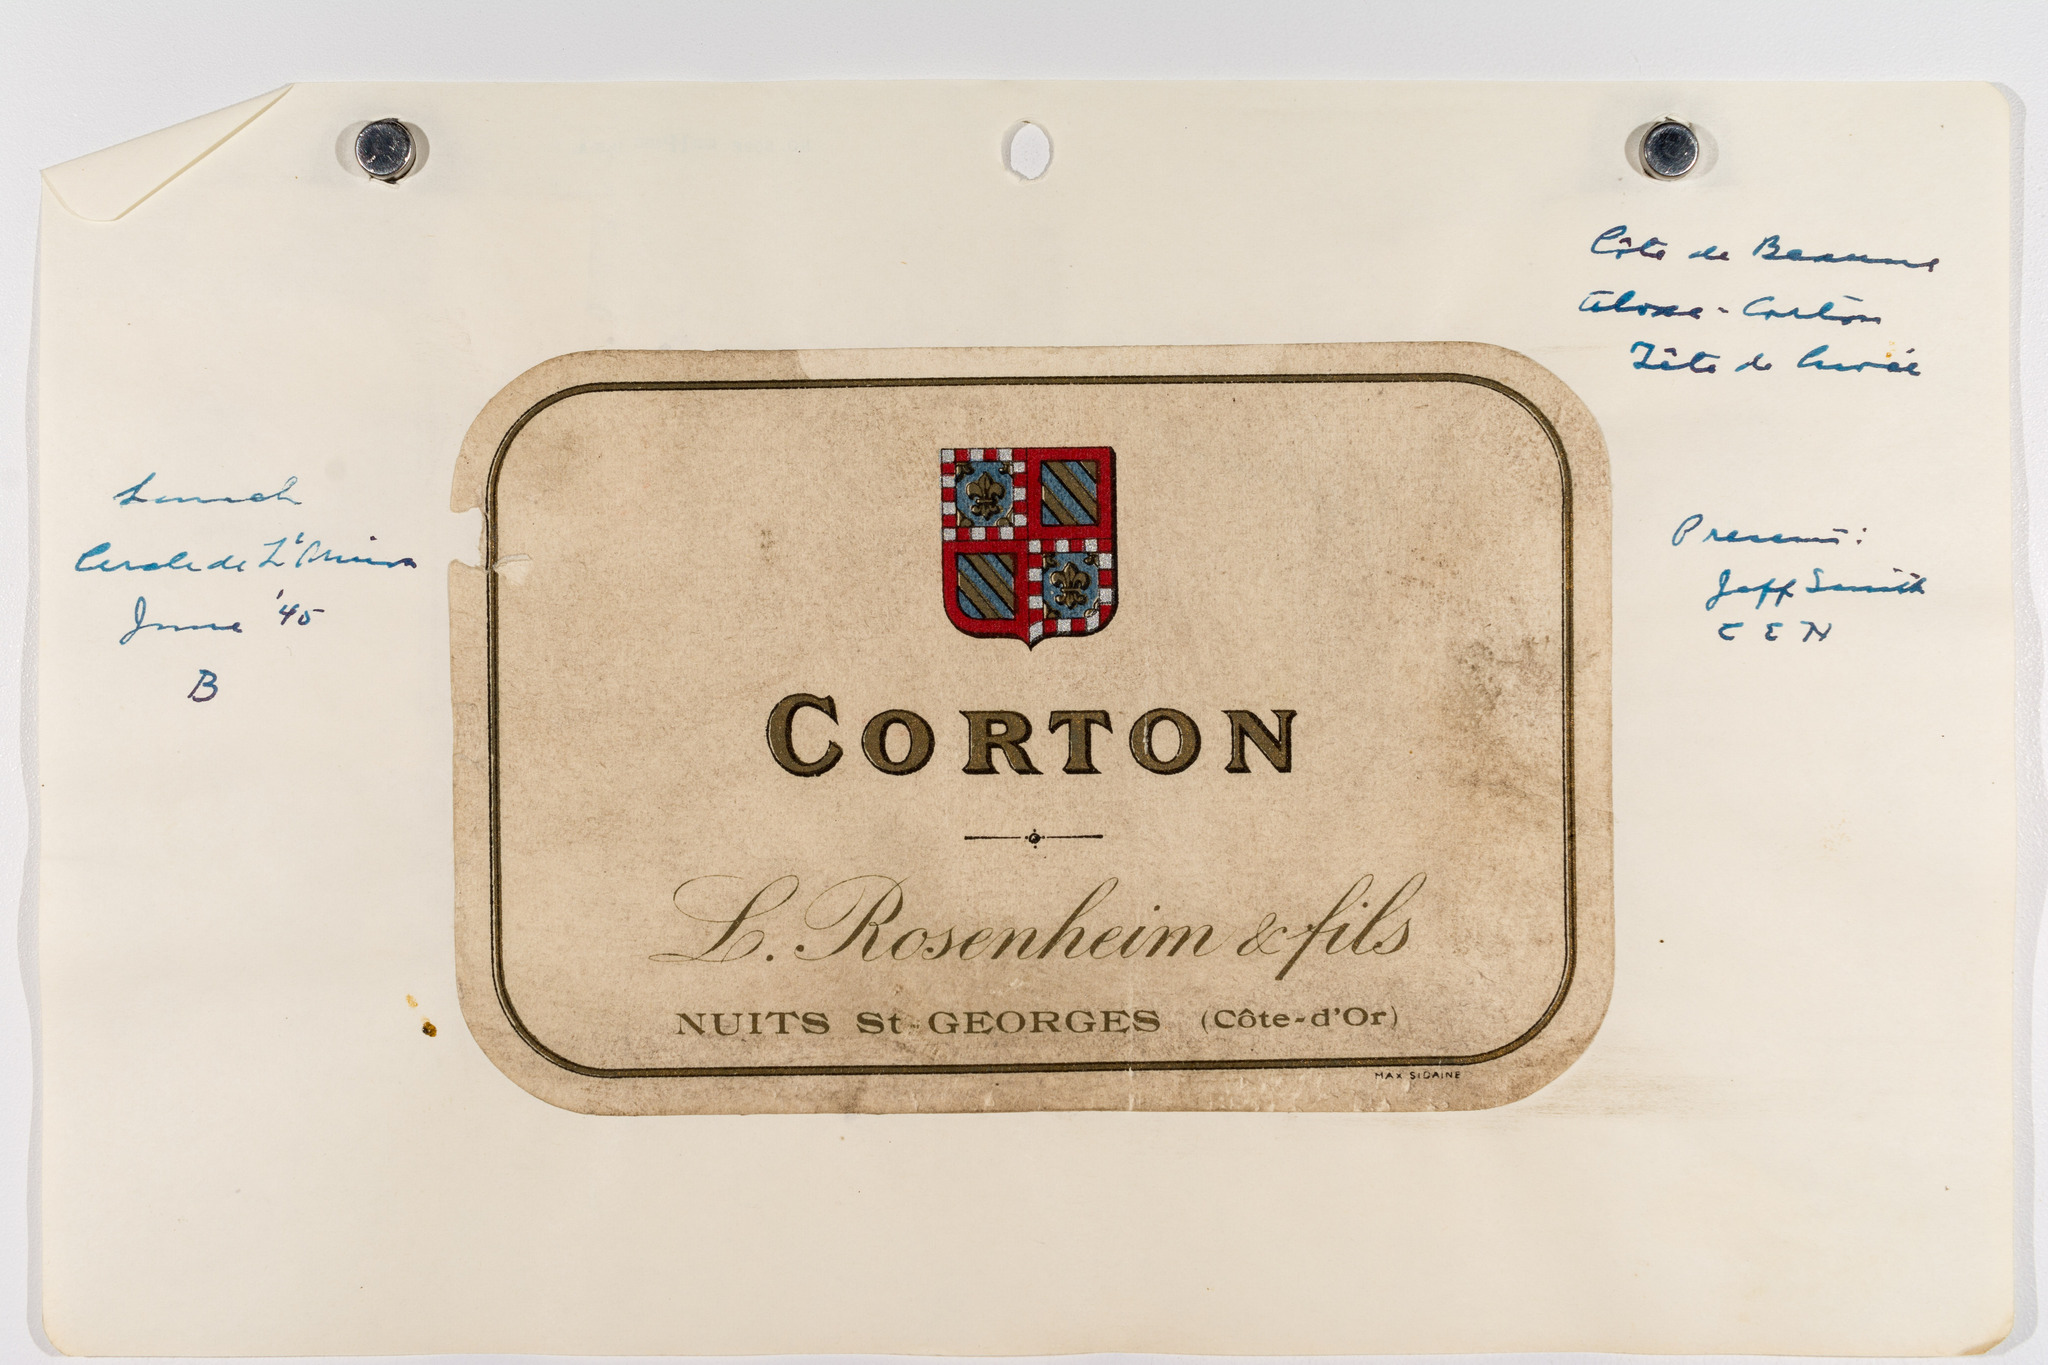 Côte de Beaune
Aloxe-Corton
Tête de Cuvée
Lunch
Cercle de L'Union
June '45
B
Present:
Jeff Smith
C E N
CORTON
L. Rosenheim & fils
NUITS St-GEORGES (Côte-d'Or)
MAX SIDAINE